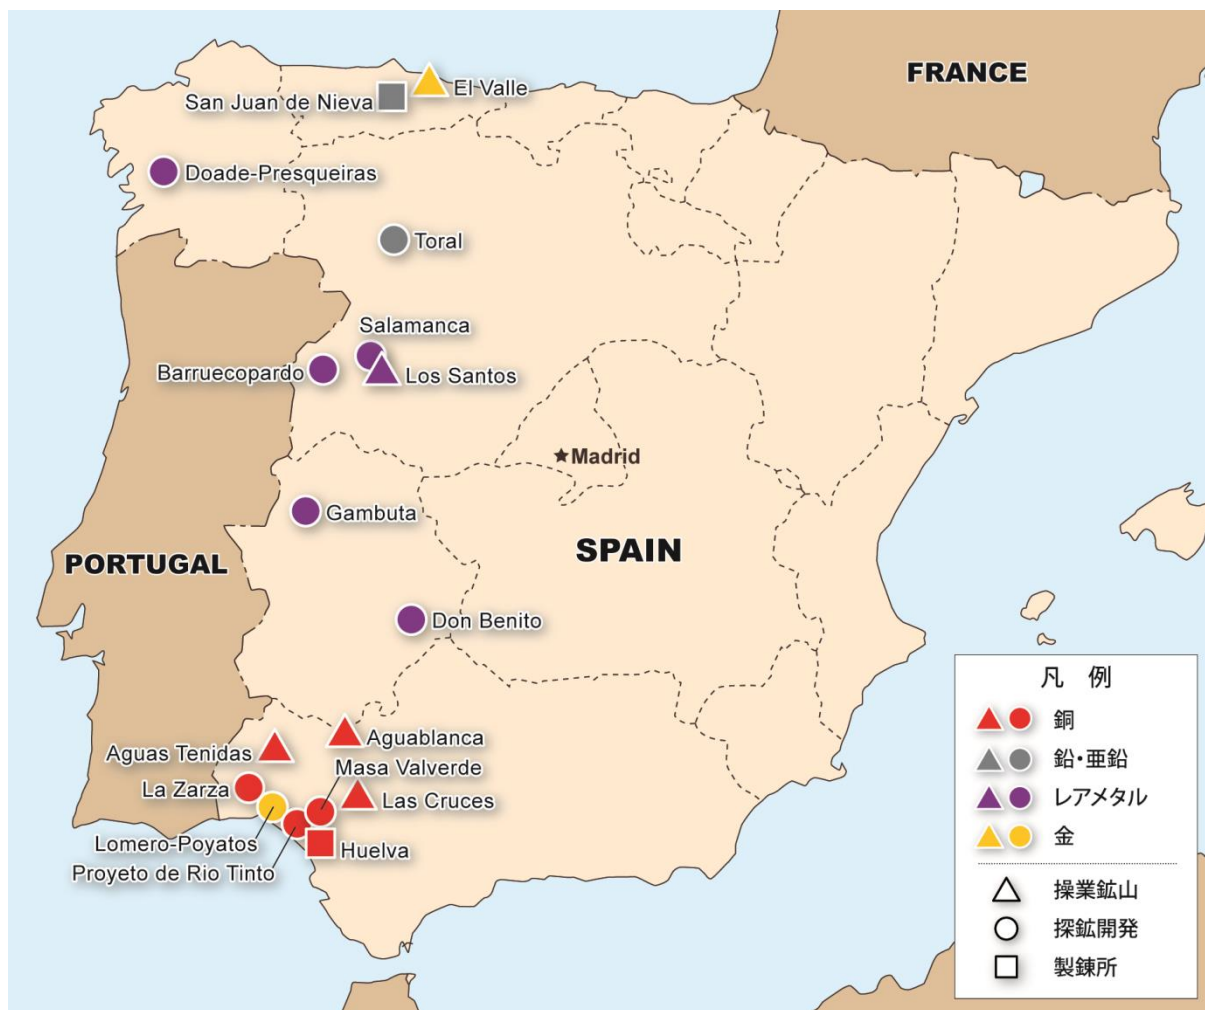 FRANCE
El Valle
San Juan de Nieva
Doade-Presqueiras
Toral
Salamanca
Barruecopardo
Los Santos
Madrid
Gambuta
SPAIN
PORTUGAL
Don Benito
Aguablanca
Aguas Tenidas
Masa Valverde
La Zarza
Las Cruces
Lomero-Poyatos
Huelva
Proyeto de Rio Tinto
凡 例
銅
鉛・亜鉛
レアメタル
金
操業鉱山
探鉱開発
製錬所